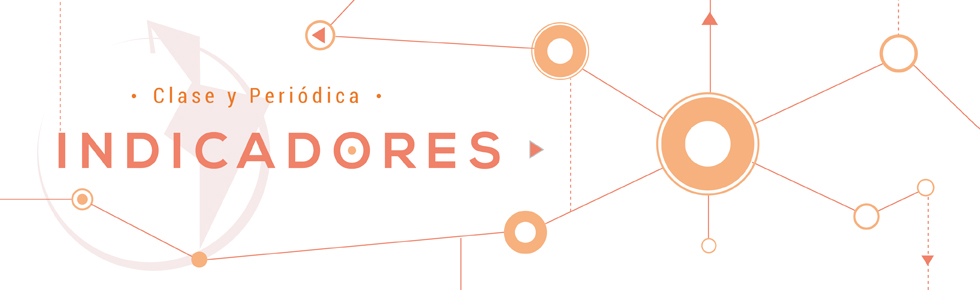 • Clase y Periódica •
INDICADORES